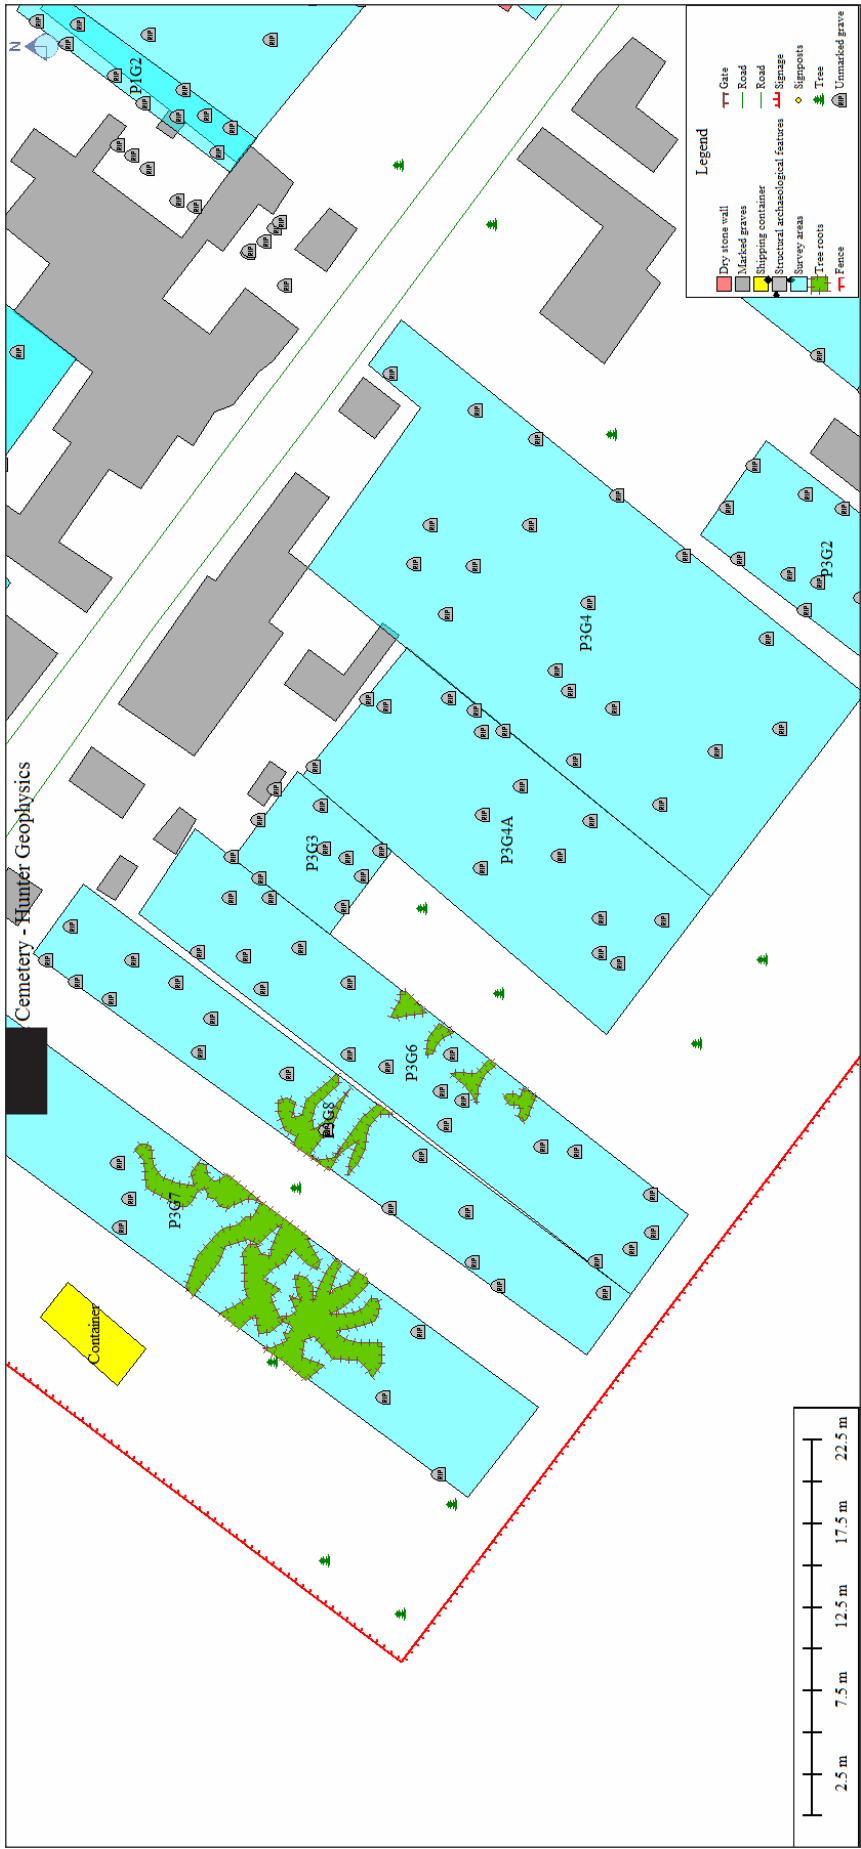 Cemetery - Hunter Geophysics
N
P1G2
P3G4
P3G2
P3G4A
P3G3
P3G6
P3G8
P3G7
Container
Legend
Dry stone wall
Marked graves
Shipping container
Structural archaeological features
Survey areas
Tree roots
Fence
Gate
Road
Road
Signage
Signposts
Tree
RIP Unmarked grave
2.5 m 7.5 m 12.5 m 17.5 m 22.5 m